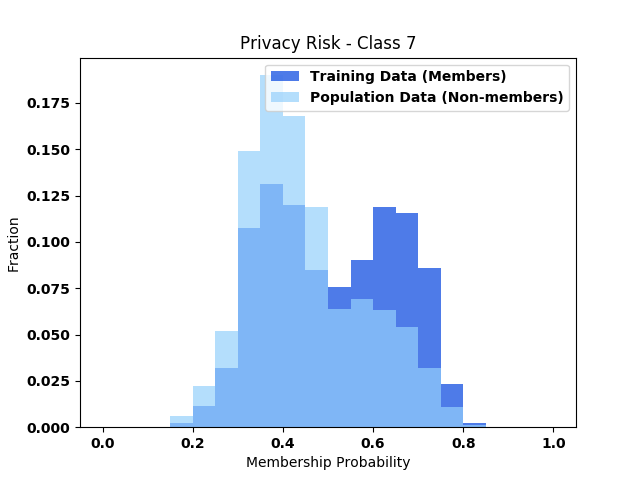 Privacy Risk - Class 7
Training Data (Members)
Population Data (Non-members)
0.175
0.150
0.125
0.100
0.075
0.050
0.025
0.000
Fraction
0.0 0.2 0.4 0.6 0.8 1.0
Membership Probability